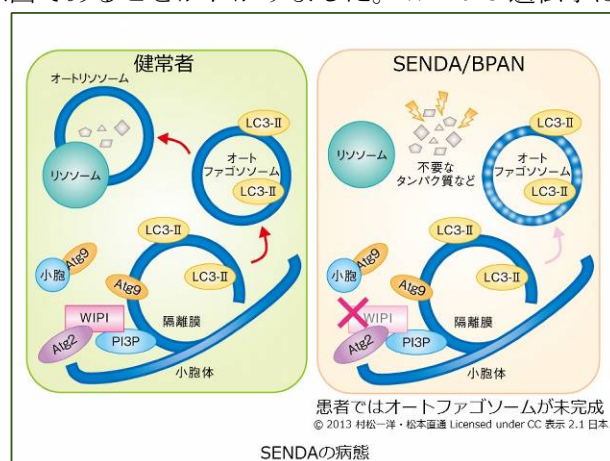 健常者
オートリソソーム
リソソーム
LC3-II
オート
ファゴソソーム
LC3-II
LC3-II
LC3-II
Atg9
小胞
Atg9
WIPI
Atg2
PI3P
隔離膜
小胞体
SENDA/BPAN
リソソーム
不要な
タンパク質など
LC3-II
オート
ファゴソソーム
LC3-II
LC3-II
LC3-II
Atg9
小胞
Atg9
WIPI
Atg2
PI3P
隔離膜
小胞体
患者ではオートファゴソームが未完成
© 2013 村松一洋・松本直通 Licensed under CC 表示 2.1 日本
SENDAの病態